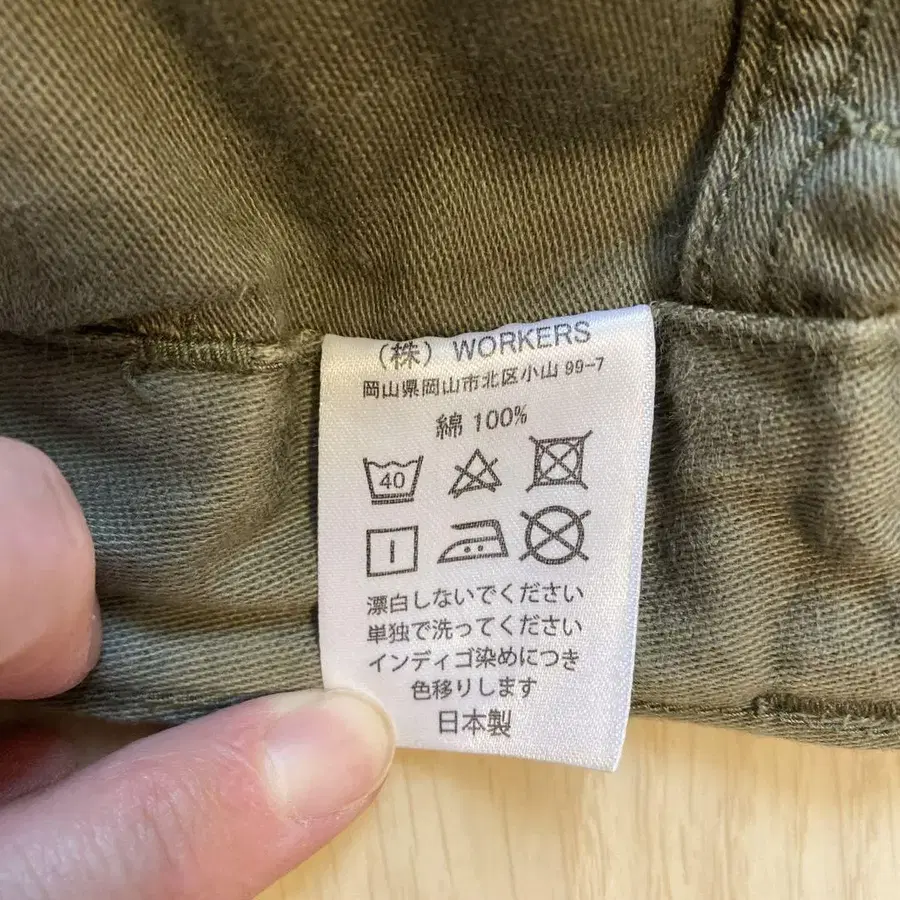 (株) WORKERS
岡山県岡山市北区小山 99-7
綿 100%
40
漂白しないでください
単独で洗ってください
インディゴ染めにつき
色移りします
日本製